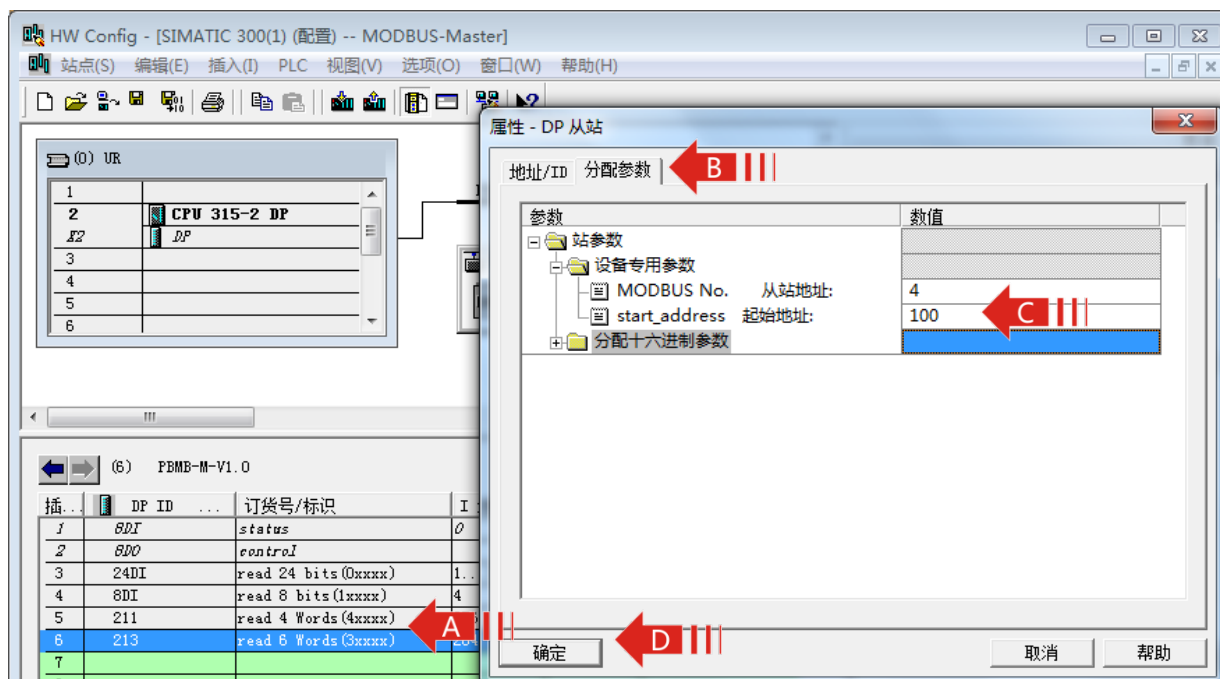 HW Config - [SIMATIC 300(1) (配置) -- MODBUS-Master]
站点(S) 编辑(E) 插入(I) PLC 视图(V) 选项(O) 窗口(W) 帮助(H)
(0) UR
1
2 CPU 315-2 DP
X2 DP
3
4
5
6
属性 - DP 从站
地址/ID 分配参数
B
参数 数值
站参数
设备专用参数
MODBUS No. 从站地址: 4
start_address 起始地址: 100
C
分配十六进制参数
(6) PBMB-M-V1.0
插... DP ID ... 订货号/标识 I
1 8DI status 0
2 8DO control
3 24DI read 24 bits(0xxxx) 1..
4 8DI read 8 bits(1xxxx) 4
5 211 read 4 Words(4xxxx)
A
6 213 read 6 Words(3xxxx)
7
确定
D
取消 帮助